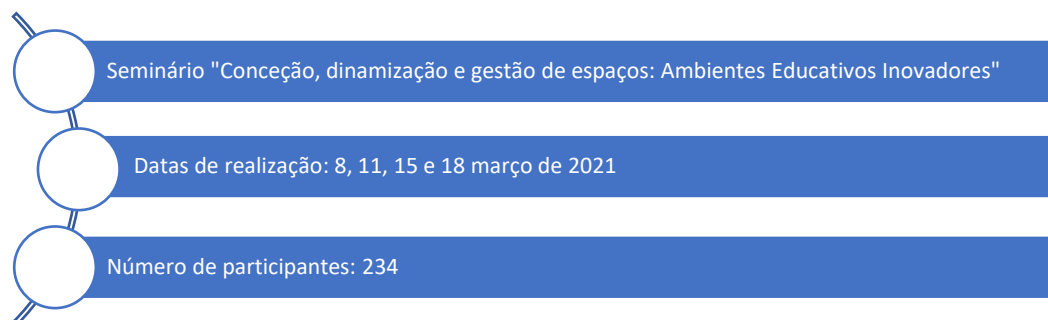 Seminário "Conceção, dinamização e gestão de espaços: Ambientes Educativos Inovadores"
Datas de realização: 8, 11, 15 e 18 março de 2021
Número de participantes: 234